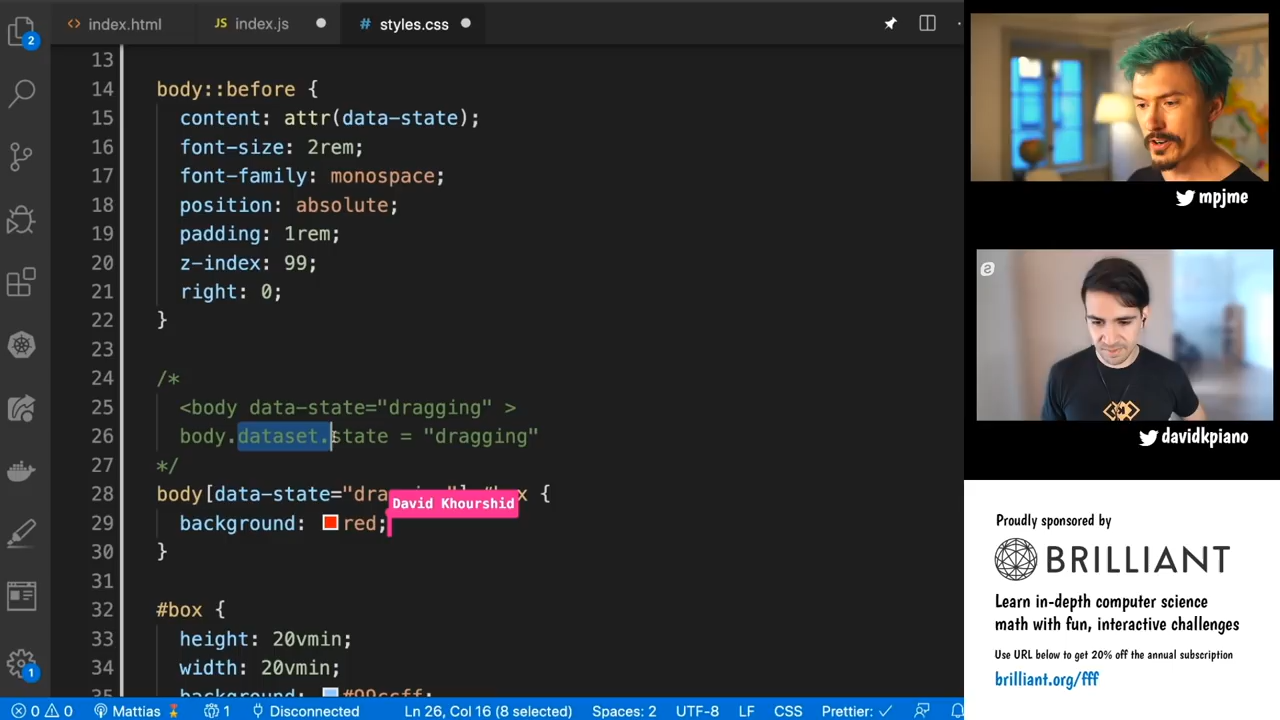 index.html
JS index.js
# styles.css
2
13
14 body::before {
15 content: attr(data-state);
16 font-size: 2rem;
17 font-family: monospace;
18 position: absolute;
19 padding: 1rem;
20 z-index: 99;
21 right: 0;
22 }
23
24 /*
25 <body data-state="dragging" >
26 body.dataset.state = "dragging"
27 */
28 body[data-state="dra
x {
David Khourshid
29 background: red;
30 }
31
32 #box {
33 height: 20vmin;
34 width: 20vmin;
35 background: #99ccff;
1
0 0 Mattias 1 Disconnected Ln 26, Col 16 (8 selected) Spaces: 2 UTF-8 LF CSS Prettier: ✓
mpjme
davidkpiano
Proudly sponsored by
BRILLIANT
Learn in-depth computer science
math with fun, interactive challenges
Use URL below to get 20% off the annual subscription
brilliant.org/fff